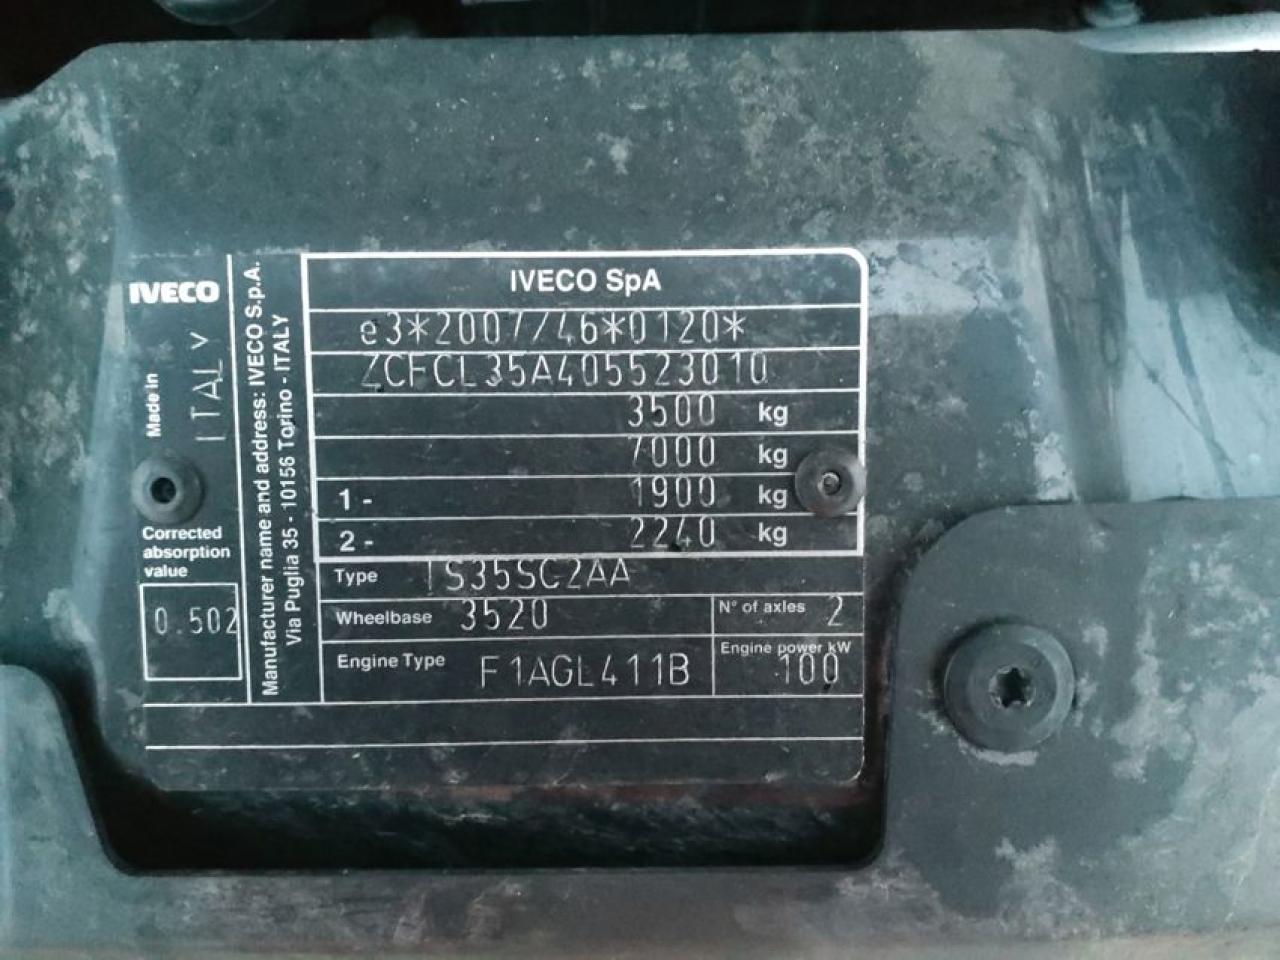 IVECO
Made in
ITALY
Corrected
absorption
value
0.502
Manufacturer name and address: IVECO S.p.A.
Via Puglia 35 - 10156 Torino - ITALY
IVECO SpA
e3*2007/46*0120*
ZCFCL35A405523010
3500 kg
7000 kg
1- 1900 kg
2- 2240 kg
Type IS35SC2AA
Wheelbase 3520 N° of axles 2
Engine Type F1AGL411B Engine power kW 100